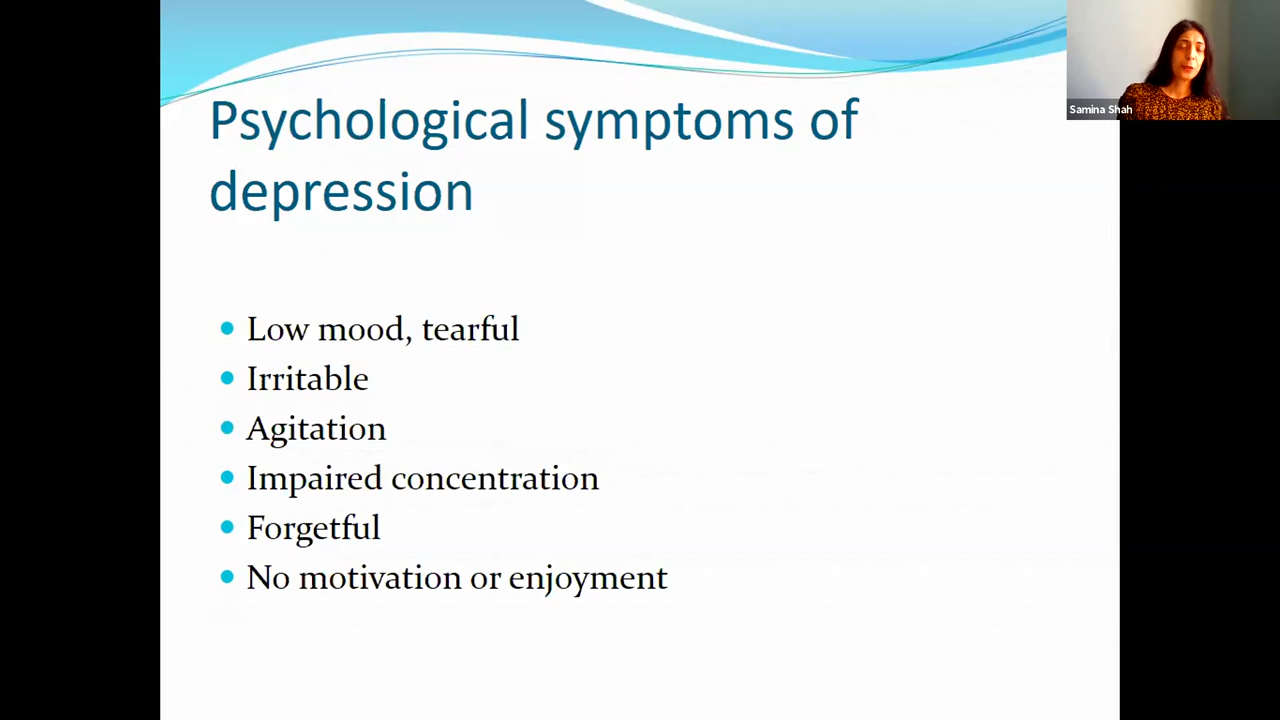 Samina Shah
Psychological symptoms of
depression
Low mood, tearful
Irritable
Agitation
Impaired concentration
Forgetful
No motivation or enjoyment